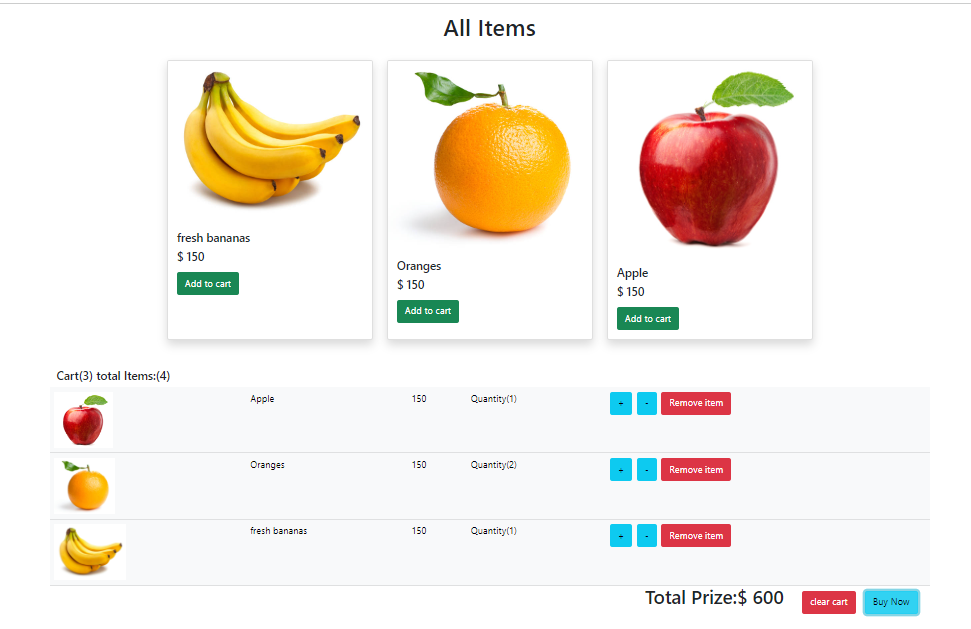 All Items
fresh bananas
$ 150
Add to cart
Oranges
$ 150
Add to cart
Apple
$ 150
Add to cart
Cart(3) total Items:(4)
Apple 150 Quantity(1) + - Remove item
Oranges 150 Quantity(2) + - Remove item
fresh bananas 150 Quantity(1) + - Remove item
Total Prize:$ 600 clear cart Buy Now